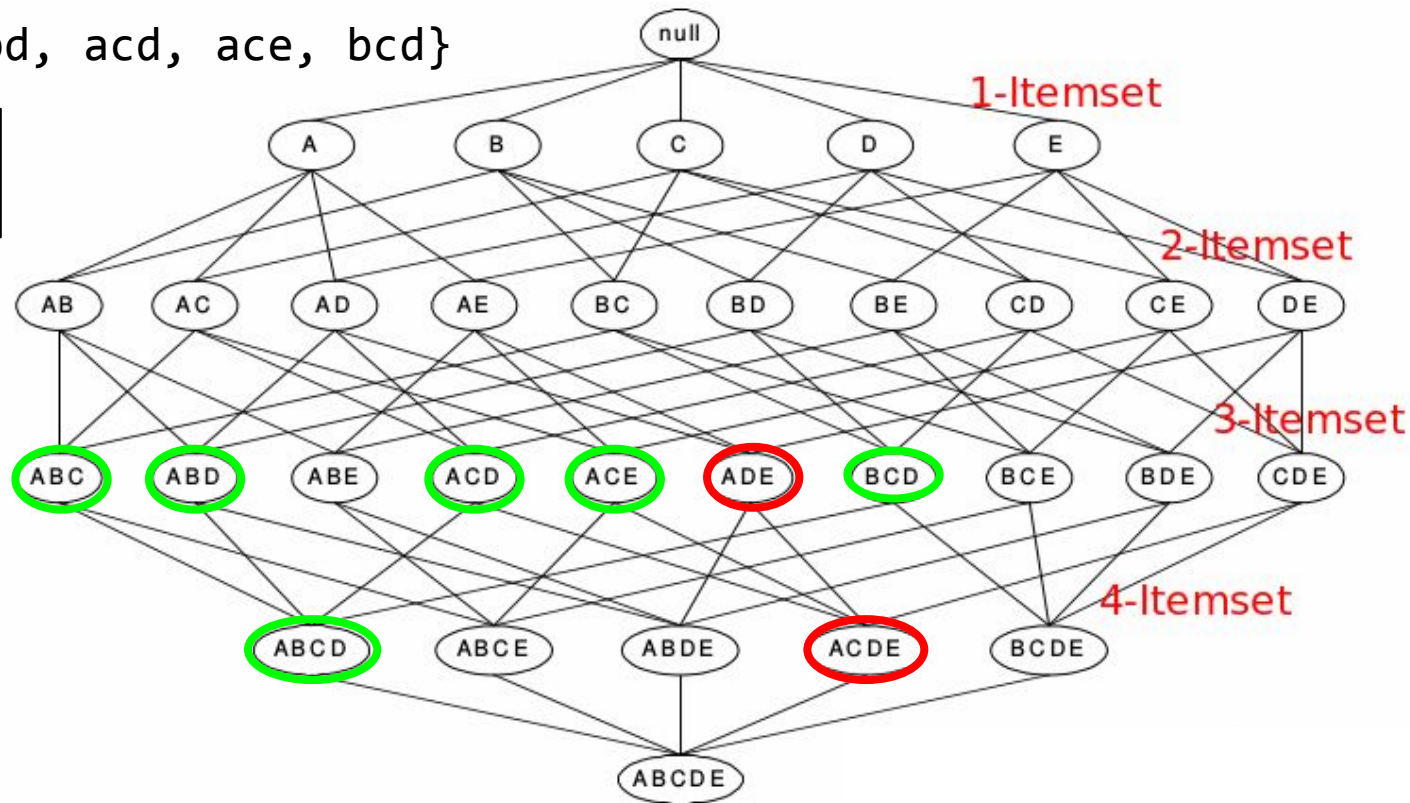 null
acd, ace, bcd}
1-Itemset
A B C D E
2-Itemset
AB AC AD AE BC BD BE CD CE DE
3-Itemset
ABC ABD ABE ACD ACE ADE BCD BCE BDE CDE
4-Itemset
ABCD ABCE ABDE ACDE BCDE
ABCDE